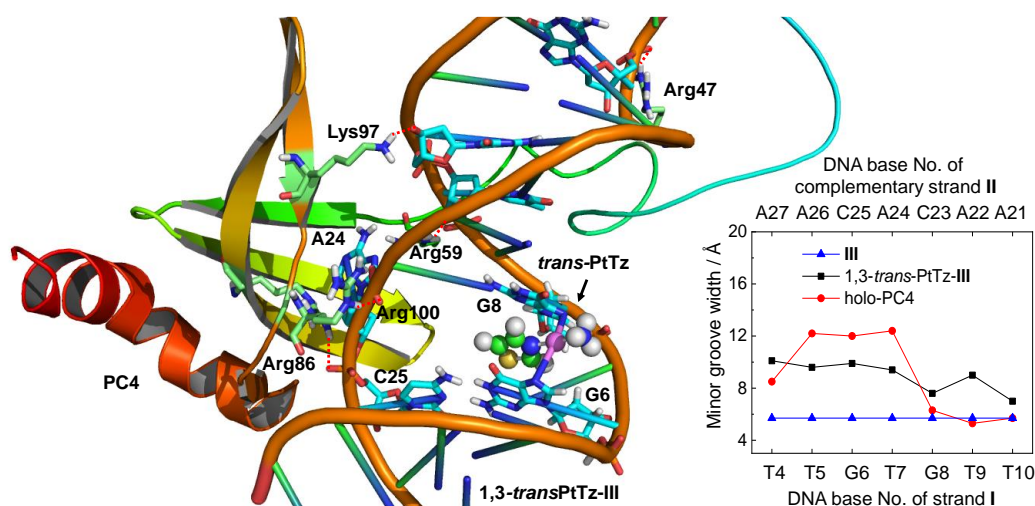 Arg47
Lys97
A24
Arg59
trans-PtTz
G8
Arg100
Arg86
PC4
C25
G6
1,3-transPtTz-III
DNA base No. of
complementary strand II
A27 A26 C25 A24 C23 A22 A21
20
16
12
8
4
Minor groove width / Å
III
1,3-trans-PtTz-III
holo-PC4
T4 T5 G6 T7 G8 T9 T10
DNA base No. of strand I